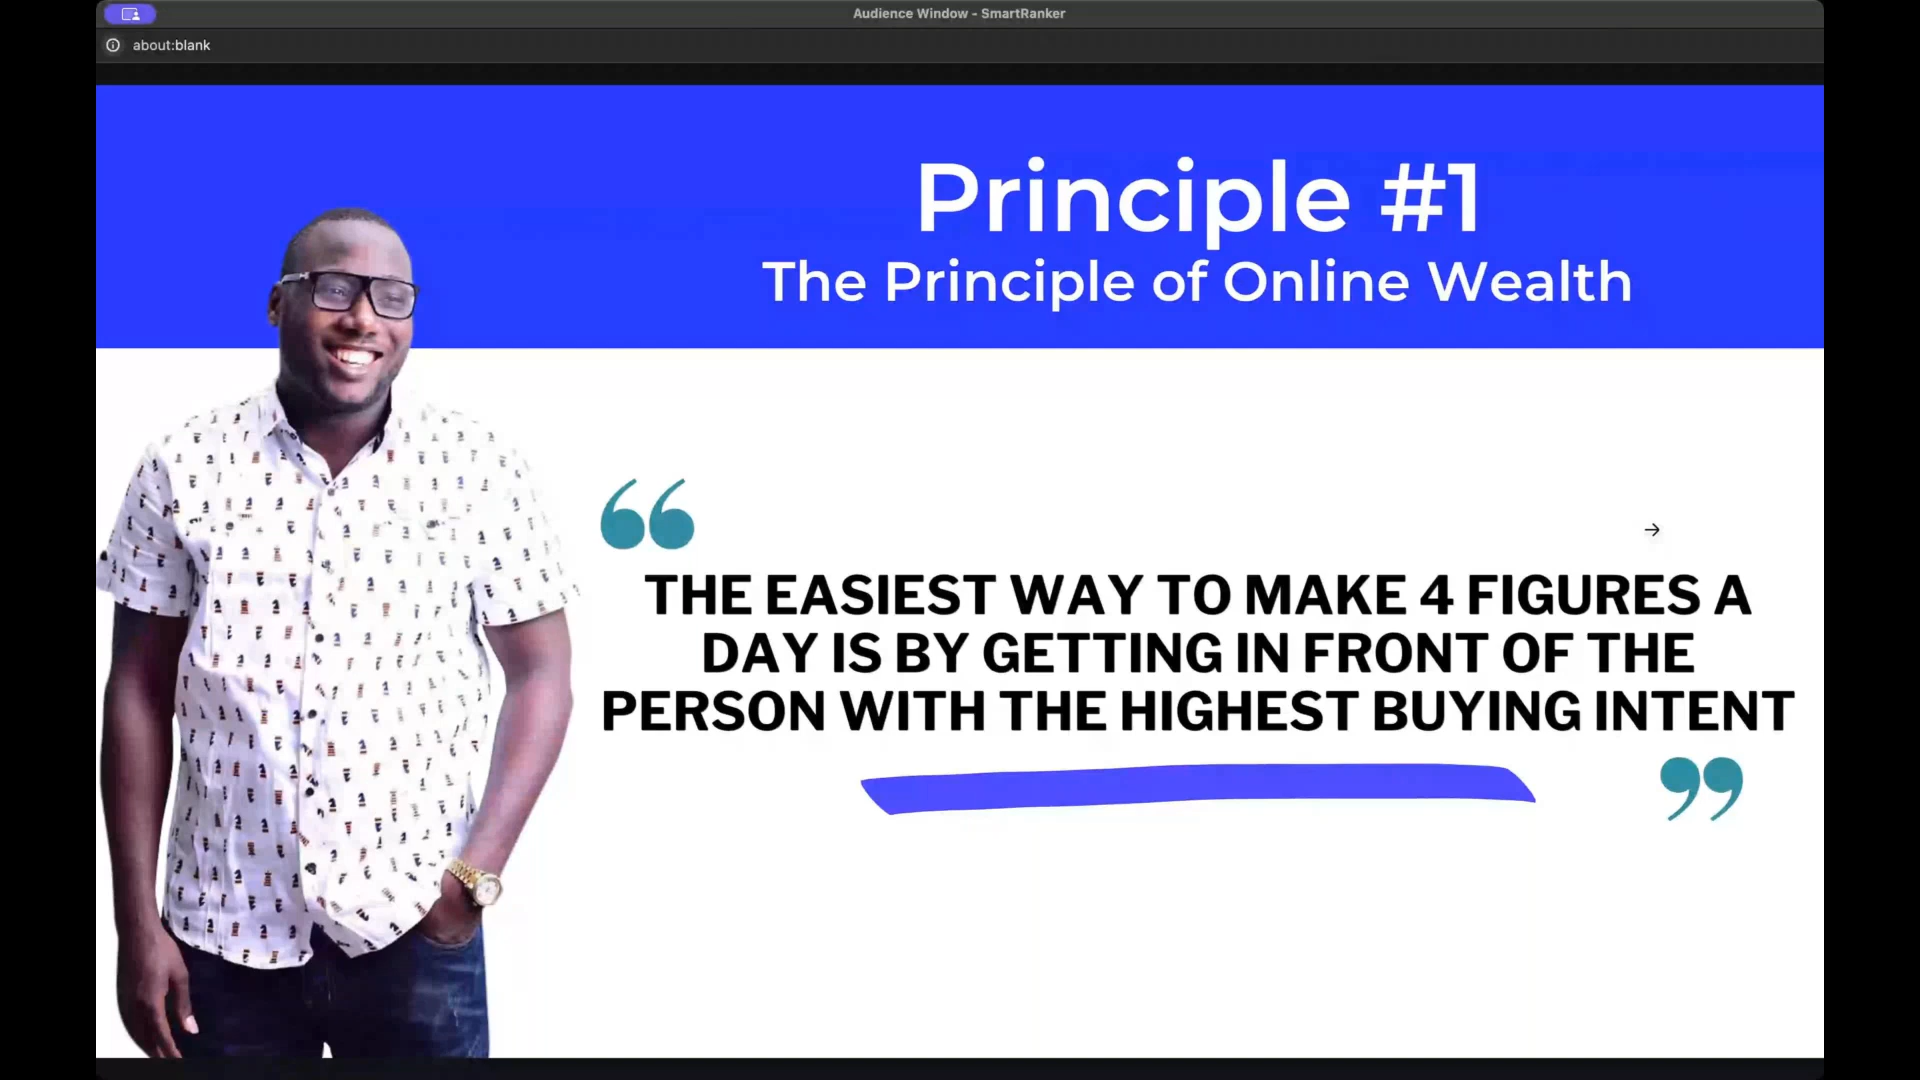 Audience Window - SmartRanker
about:blank
Principle #1
The Principle of Online Wealth
THE EASIEST WAY TO MAKE 4 FIGURES A
DAY IS BY GETTING IN FRONT OF THE
PERSON WITH THE HIGHEST BUYING INTENT